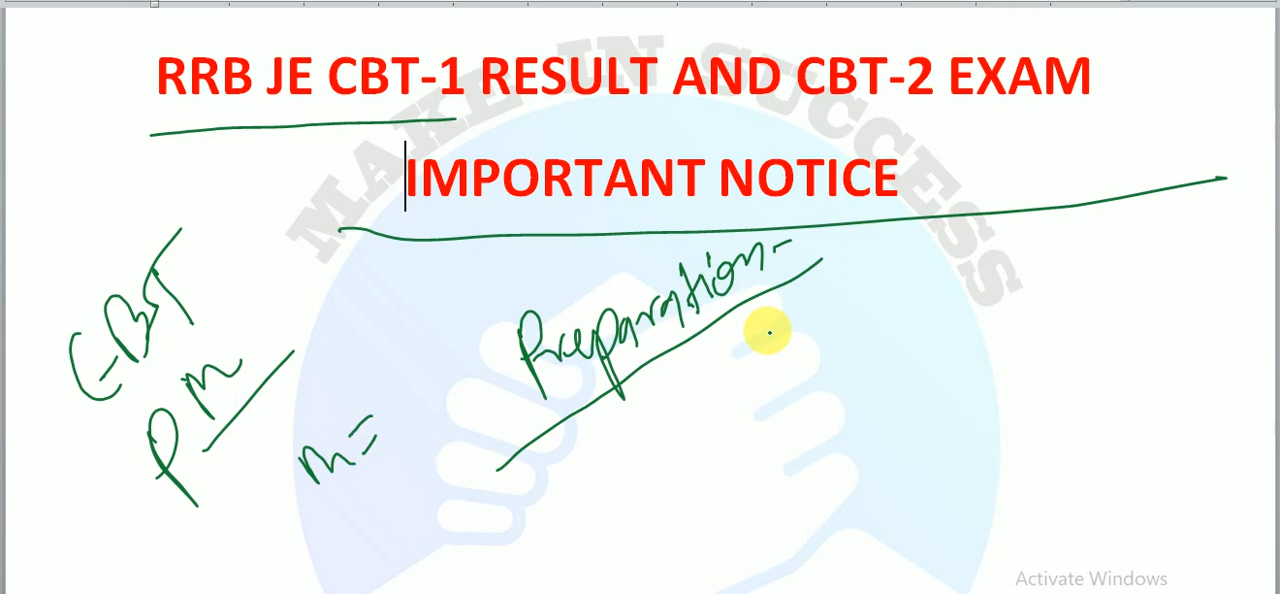 RRB JE CBT-1 RESULT AND CBT-2 EXAM
IMPORTANT NOTICE
MAKE IN SUCCESS
CBT
Preparation-
P m
m=
Activate Windows